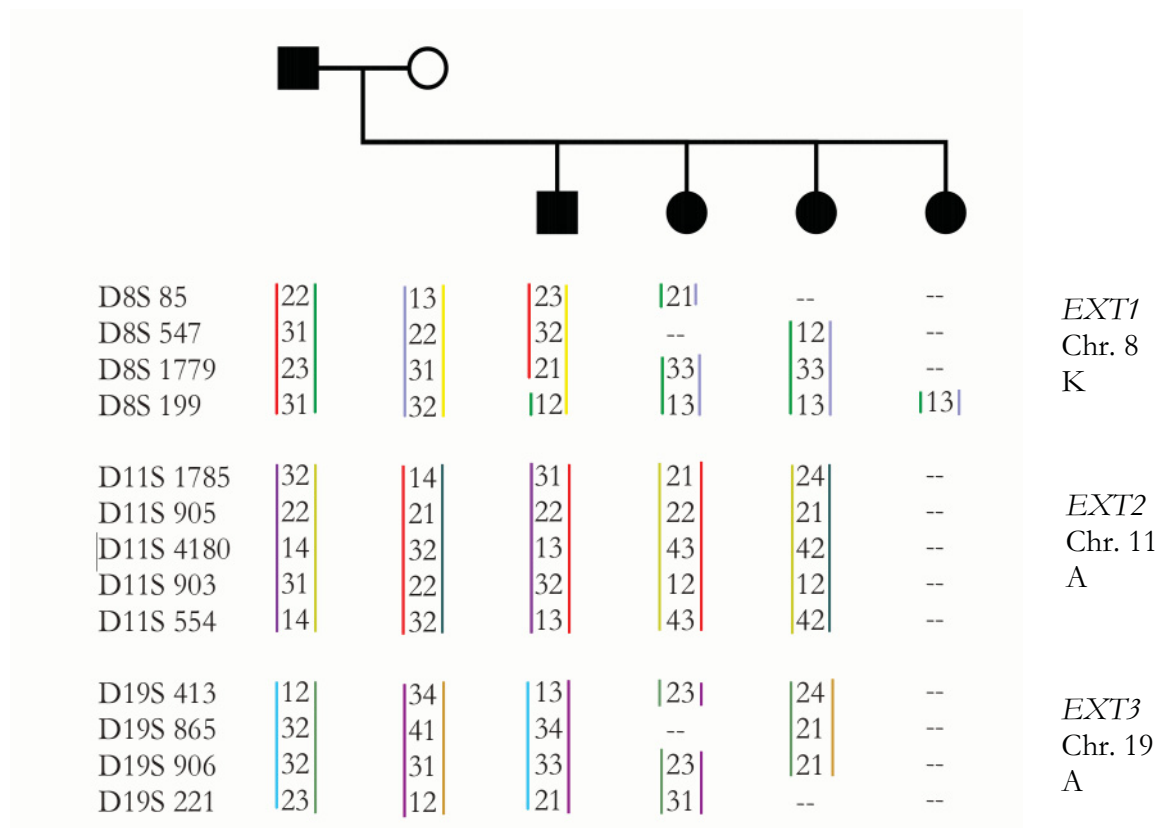 D8S 85 22 13 23 21 -- --
D8S 547 31 22 32 -- 12 --
D8S 1779 23 31 21 33 33 --
D8S 199 31 32 12 13 13 13
EXT1
Chr. 8
K
D11S 1785 32 14 31 21 24 --
D11S 905 22 21 22 22 21 --
D11S 4180 14 32 13 43 42 --
D11S 903 31 22 32 12 12 --
D11S 554 14 32 13 43 42 --
EXT2
Chr. 11
A
D19S 413 12 34 13 23 24 --
D19S 865 32 41 34 -- 21 --
D19S 906 32 31 33 23 21 --
D19S 221 23 12 21 31 -- --
EXT3
Chr. 19
A